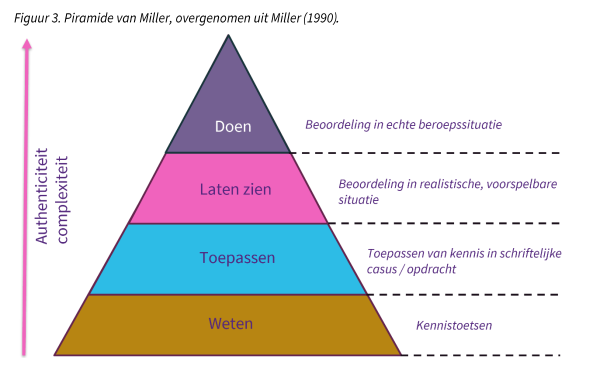 Figuur 3. Piramide van Miller, overgenomen uit Miller (1990).
Doen
Beoordeling in echte beroepssituatie
Laten zien
Beoordeling in realistische, voorspelbare
situatie
Authenticiteit
complexiteit
Toepassen
Toepassen van kennis in schriftelijke
casus / opdracht
Weten
Kennistoetsen